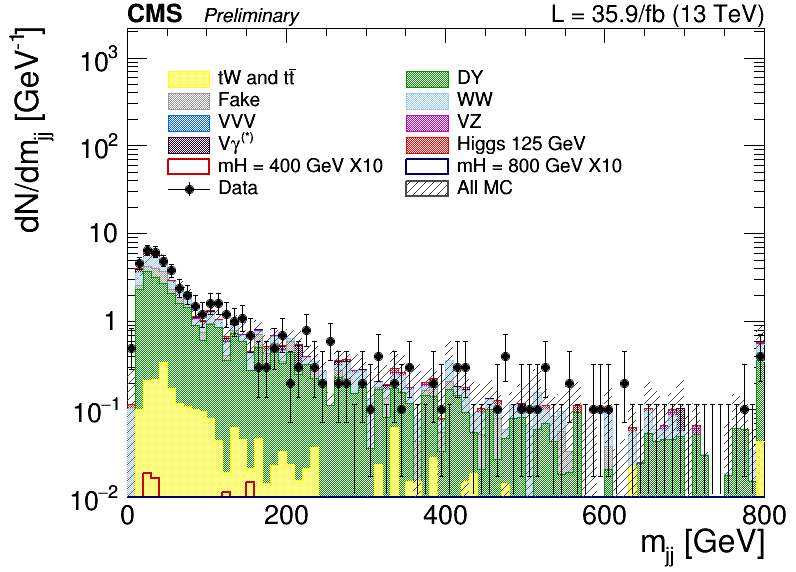 CMS Preliminary L = 35.9/fb (13 TeV)
dN/dm_jj [GeV⁻¹]
10³
10²
10
1
10⁻¹
10⁻²
tW and tt̄ DY
Fake WW
VVV VZ
Vγ⁽*⁾ Higgs 125 GeV
mH = 400 GeV X10 mH = 800 GeV X10
Data All MC
0 200 400 600 800
m_jj [GeV]